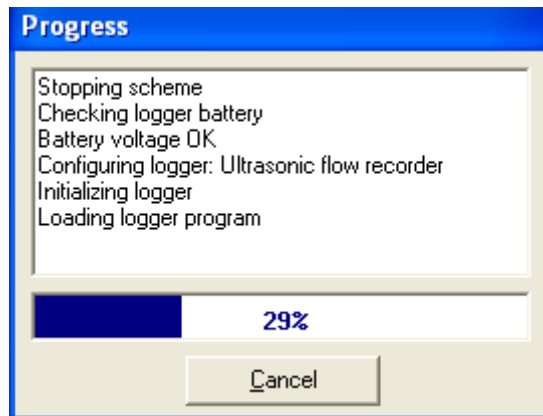 Progress
Stopping scheme
Checking logger battery
Battery voltage OK
Configuring logger: Ultrasonic flow recorder
Initializing logger
Loading logger program
29%
Cancel